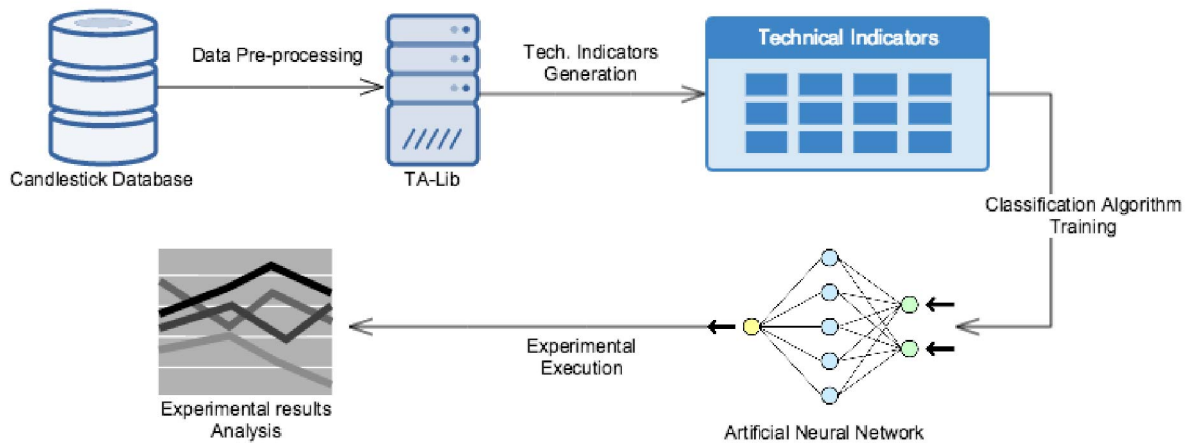 Data Pre-processing
Tech. Indicators
Generation
Technical Indicators
Candlestick Database
TA-Lib
Classification Algorithm
Training
Experimental
Execution
Experimental results
Analysis
Artificial Neural Network